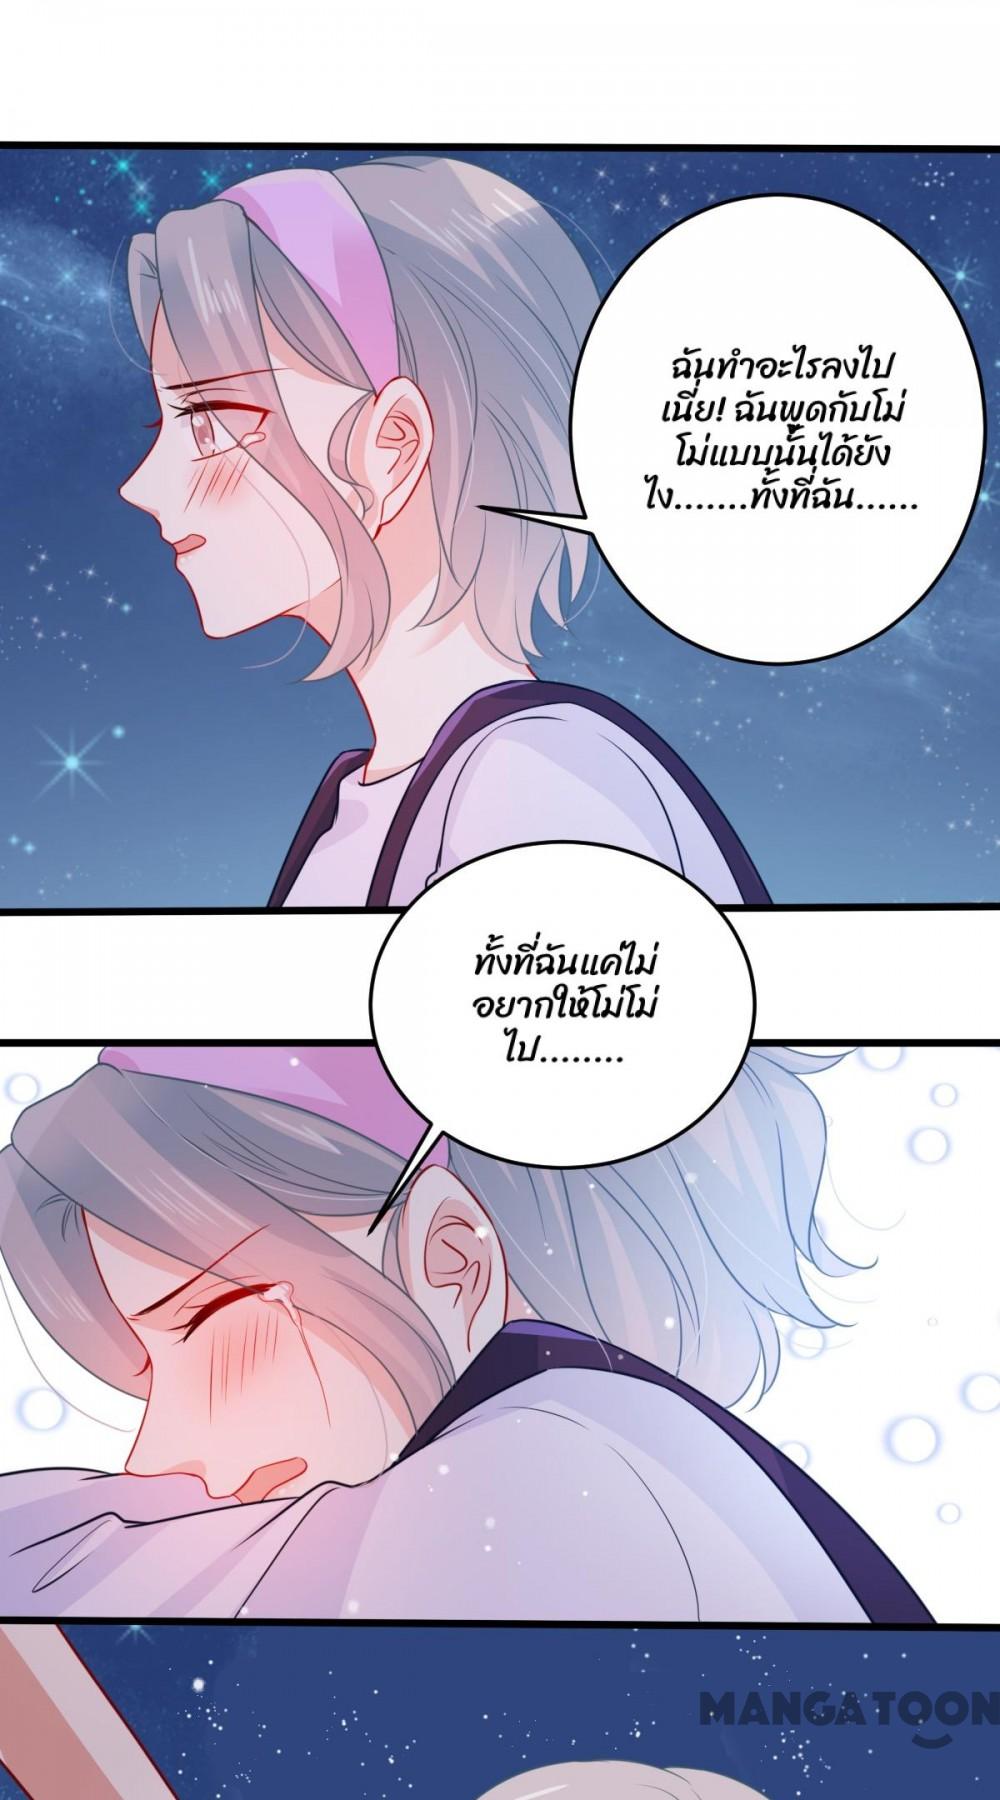 ฉันทำอะไรลงไป
เนี่ย! ฉันพูดกับโม่
โม่แบบนั้นได้ยัง
ไง.......ทั้งที่ฉัน......
ทั้งที่ฉันแค่ไม่
อยากให้โม่โม่
ไป........
MANGATOON